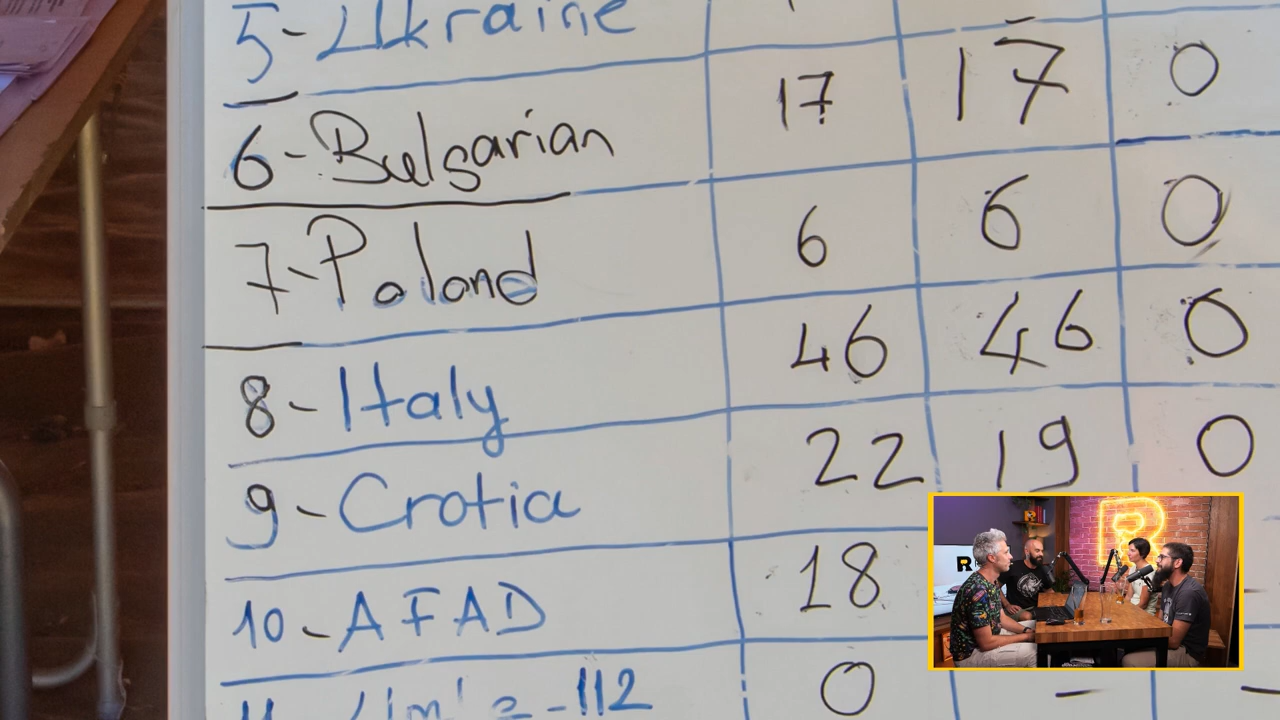 5-Ukraine
6-Bulgarian 17 17 0
7-Poland 6 6 0
8-Italy 46 46 0
9-Crotia 22 19 0
10-AFAD 18
0 - -
R
R